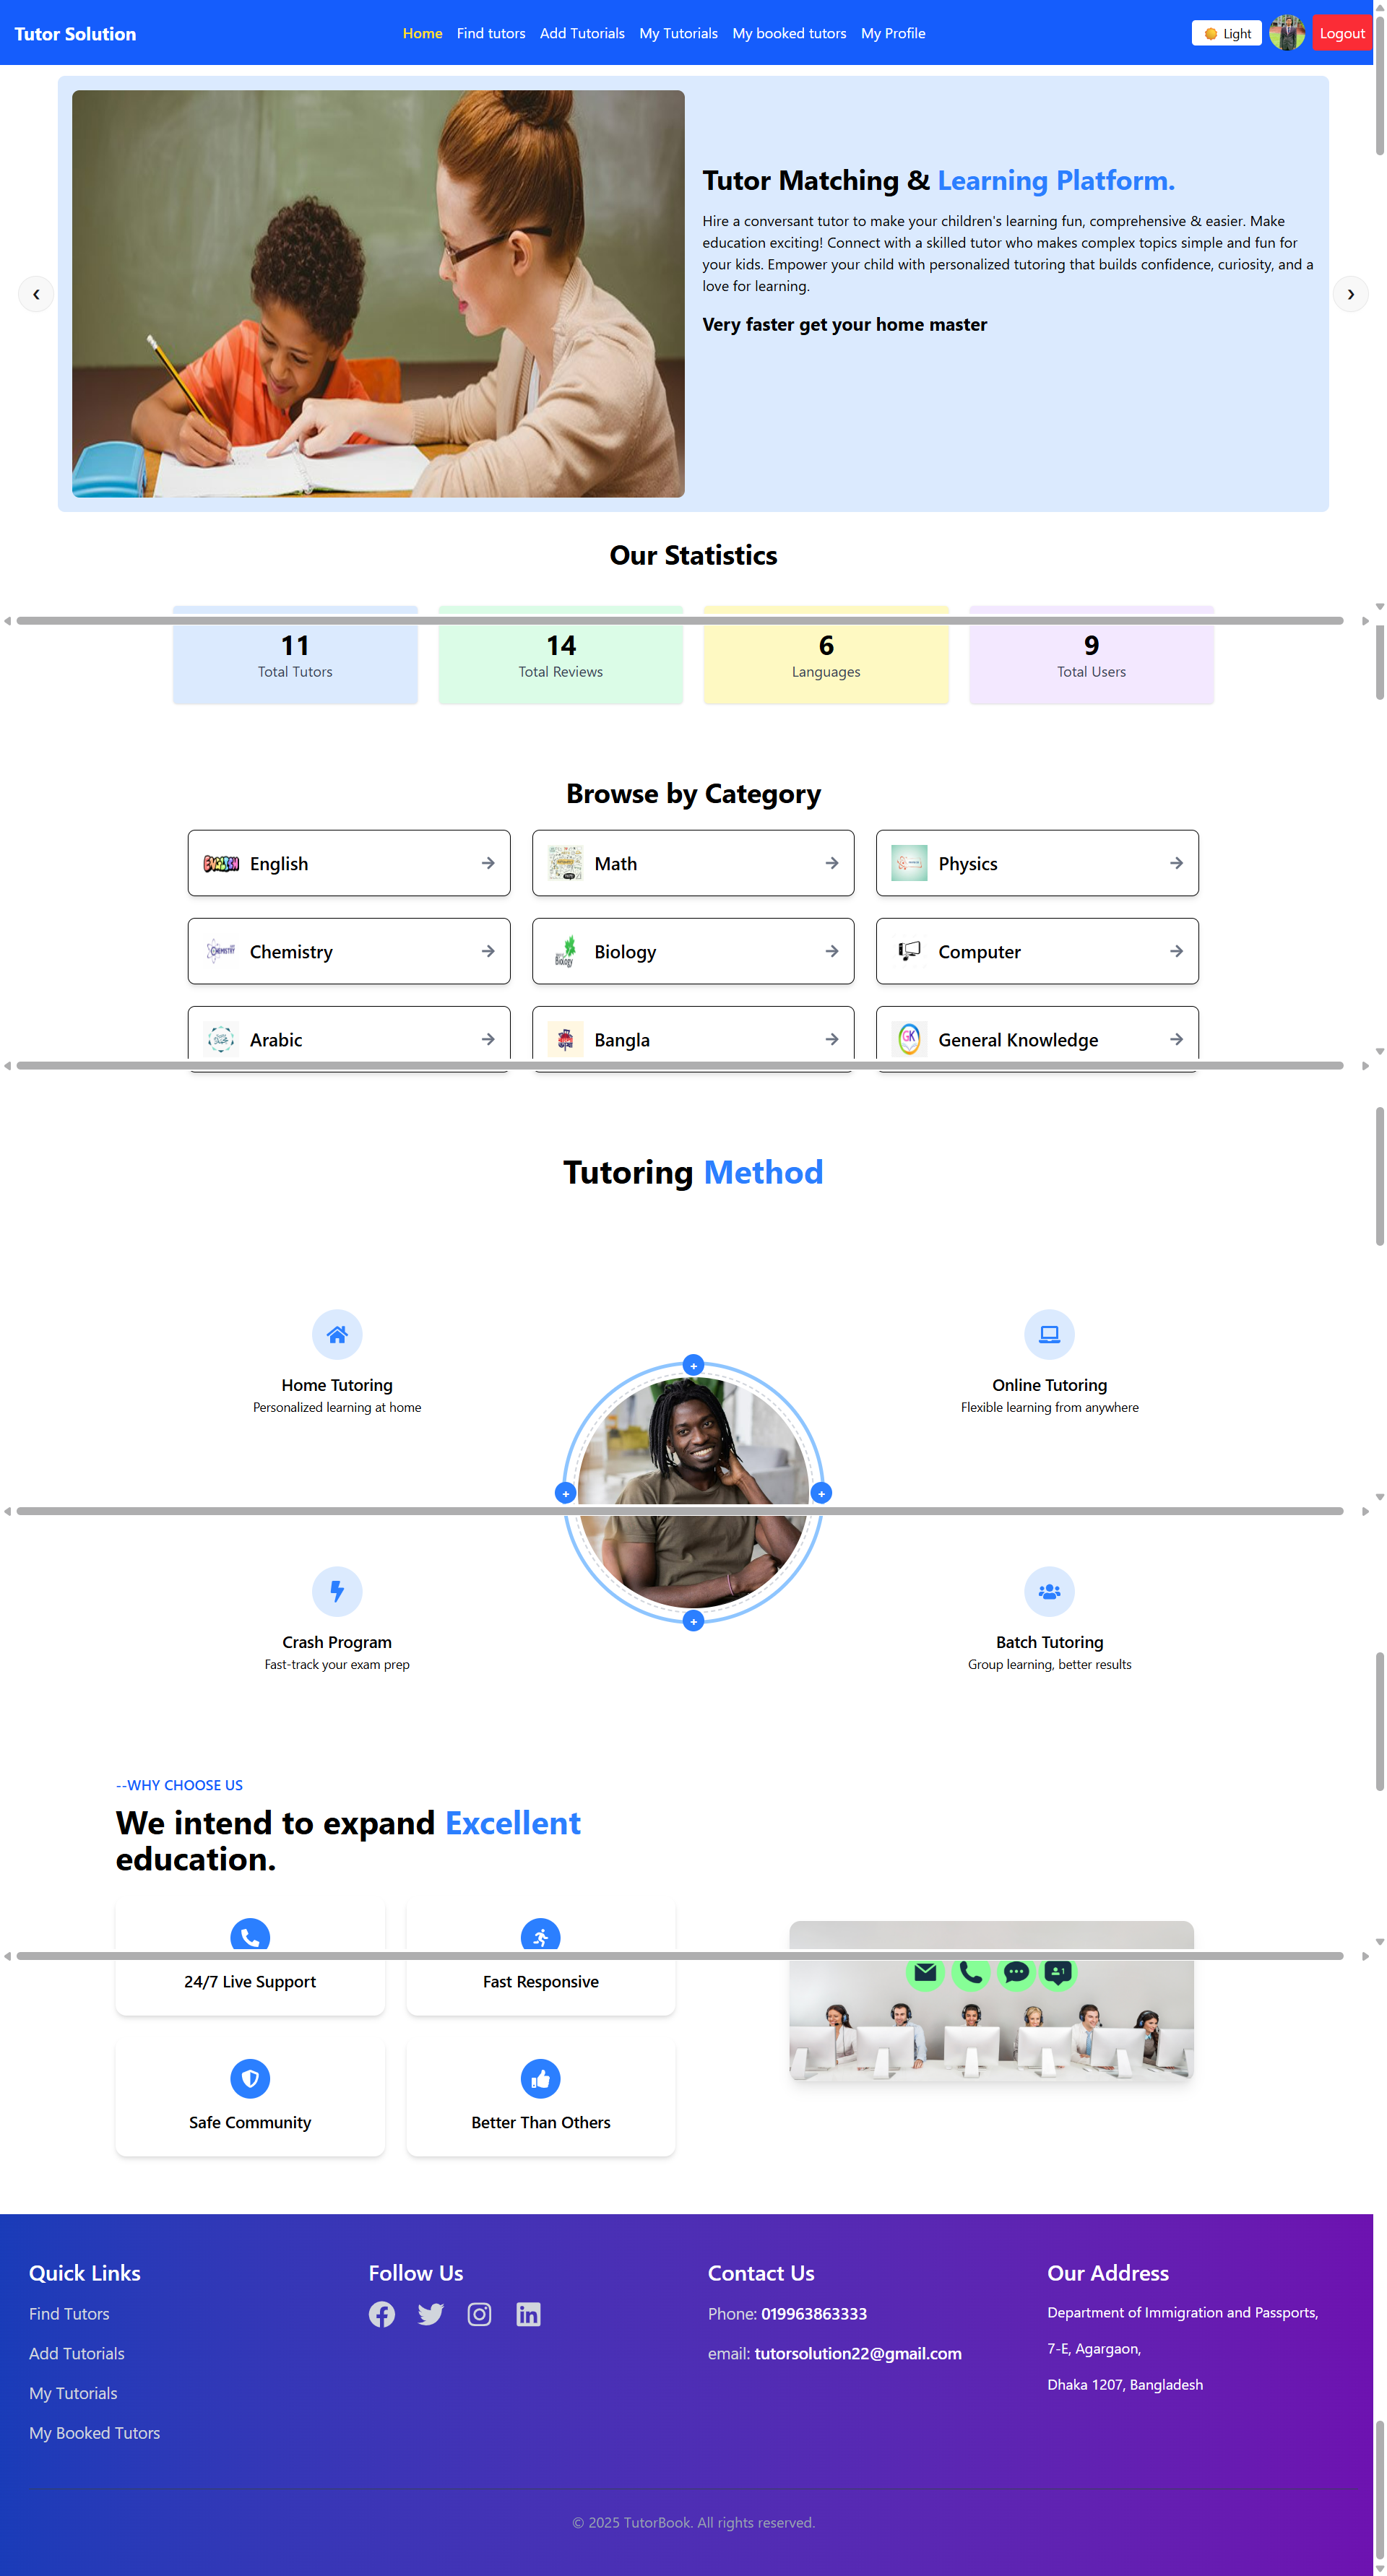 Tutor Solution
Home Find tutors Add Tutorials My Tutorials My booked tutors My Profile
Light
Logout
Tutor Matching & Learning Platform.
Hire a conversant tutor to make your children's learning fun, comprehensive & easier. Make
education exciting! Connect with a skilled tutor who makes complex topics simple and fun for
your kids. Empower your child with personalized tutoring that builds confidence, curiosity, and a
love for learning.
Very faster get your home master
Our Statistics
11
Total Tutors
14
Total Reviews
6
Languages
9
Total Users
Browse by Category
ENGLISH
English
Math
Physics
CHEMISTRY
Chemistry
Biology
Biology
Computer
Arabic
Bangla
GK
General Knowledge
Tutoring Method
Home Tutoring
Personalized learning at home
Online Tutoring
Flexible learning from anywhere
Crash Program
Fast-track your exam prep
Batch Tutoring
Group learning, better results
--WHY CHOOSE US
We intend to expand Excellent
education.
24/7 Live Support
Fast Responsive
Safe Community
Better Than Others
Quick Links
Find Tutors
Add Tutorials
My Tutorials
My Booked Tutors
Follow Us
Contact Us
Phone: 019963863333
email: tutorsolution22@gmail.com
Our Address
Department of Immigration and Passports,
7-E, Agargaon,
Dhaka 1207, Bangladesh
© 2025 TutorBook. All rights reserved.